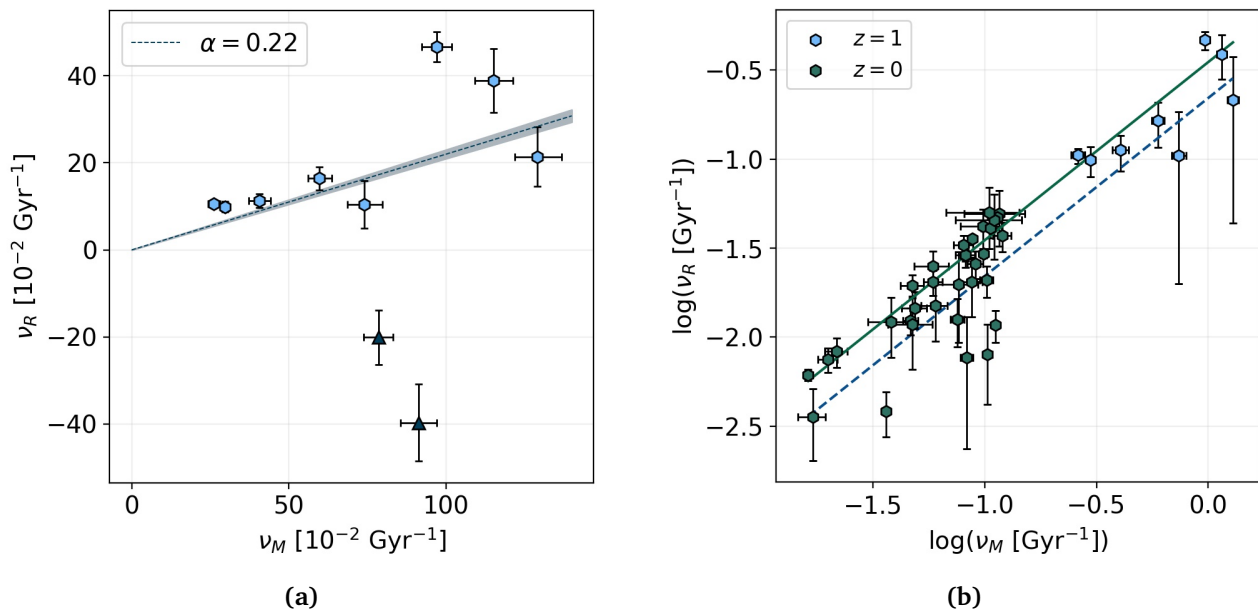 α = 0.22
40
20
0
−20
−40
0
50
100
ν_R [10⁻² Gyr⁻¹]
ν_M [10⁻² Gyr⁻¹]
(a)
z = 1
z = 0
−0.5
−1.0
−1.5
−2.0
−2.5
−1.5
−1.0
−0.5
0.0
log(ν_R [Gyr⁻¹])
log(ν_M [Gyr⁻¹])
(b)